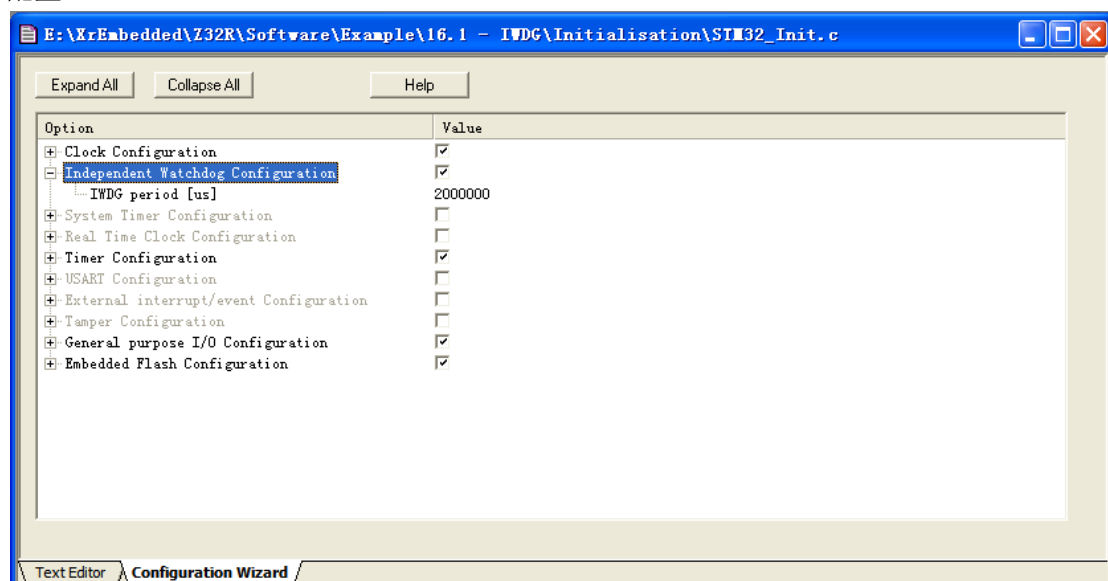 E:\XrEmbedded\Z32R\Software\Example\16.1 - IWDG\Initialisation\STM32_Init.c
Expand All Collapse All Help
Option Value
Clock Configuration
Independent Watchdog Configuration
IWDG period [us] 2000000
System Timer Configuration
Real Time Clock Configuration
Timer Configuration
USART Configuration
External interrupt/event Configuration
Tamper Configuration
General purpose I/O Configuration
Embedded Flash Configuration
Text Editor Configuration Wizard